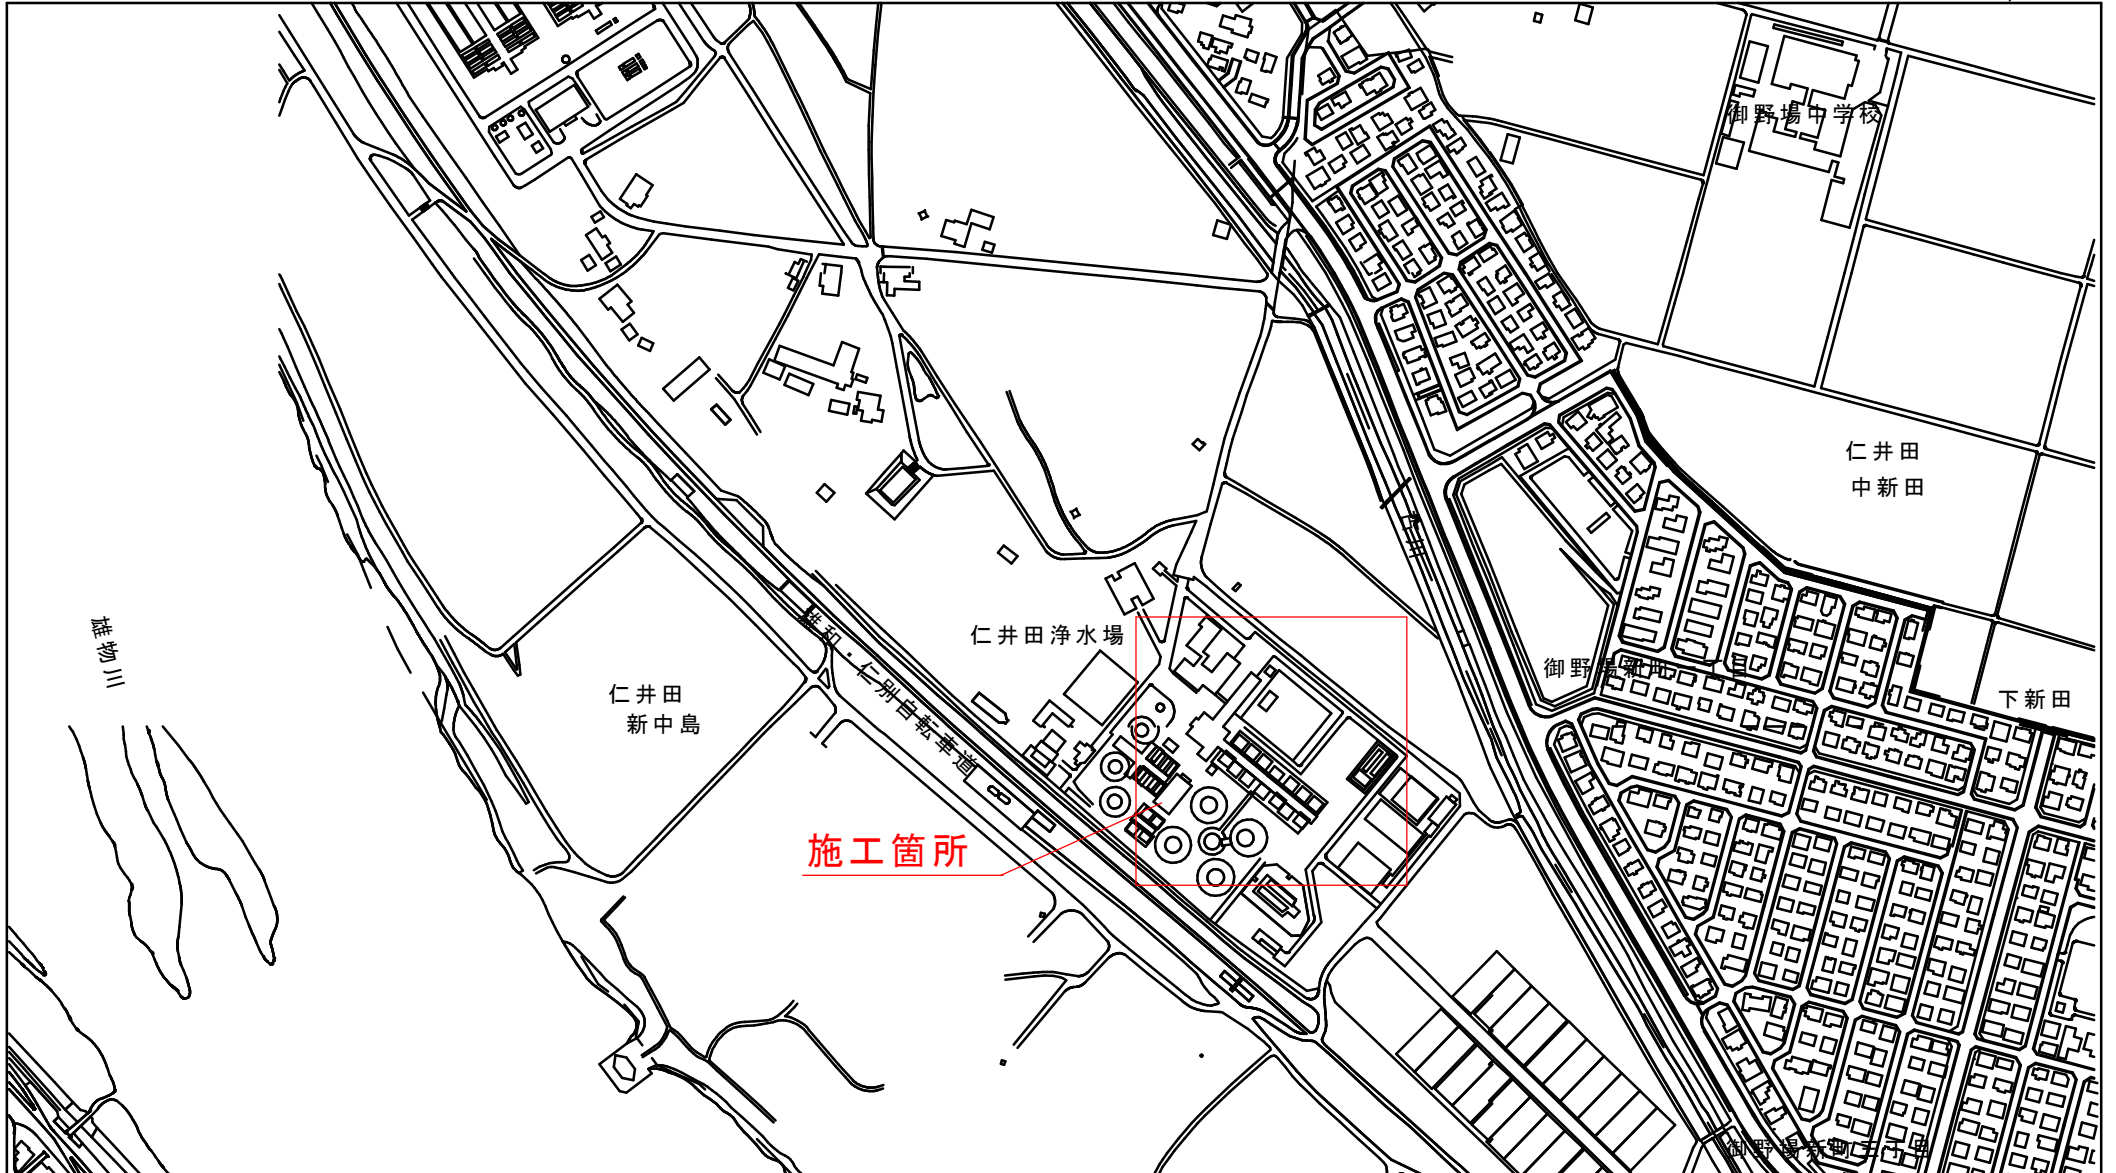 御野場中学校
仁井田
中新田
古川
雄物川
雄和・仁別自転車道
仁井田浄水場
仁井田
新中島
御野場新町一丁目
下新田
施工箇所
御野場新町三丁目